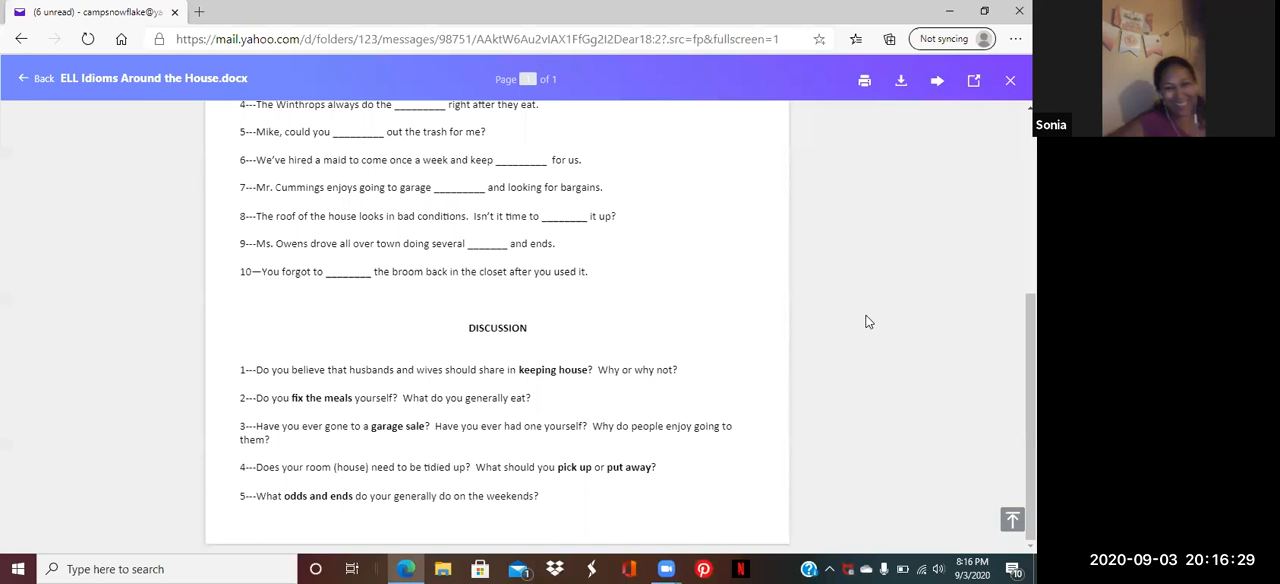 (6 unread) - campsnowflake@ya
https://mail.yahoo.com/d/folders/123/messages/98751/AAktW6Au2vIAX1FfGg2I2Dear18:2?.src=fp&fullscreen=1
Not syncing
Back ELL Idioms Around the House.docx
Page 1 of 1
4---The Winthrops always do the _________ right after they eat.
5---Mike, could you _________ out the trash for me?
6---We've hired a maid to come once a week and keep _________ for us.
7---Mr. Cummings enjoys going to garage _________ and looking for bargains.
8---The roof of the house looks in bad conditions. Isn't it time to ________ it up?
9---Ms. Owens drove all over town doing several _______ and ends.
10—You forgot to ________ the broom back in the closet after you used it.
DISCUSSION
1---Do you believe that husbands and wives should share in keeping house? Why or why not?
2---Do you fix the meals yourself? What do you generally eat?
3---Have you ever gone to a garage sale? Have you ever had one yourself? Why do people enjoy going to
them?
4---Does your room (house) need to be tidied up? What should you pick up or put away?
5---What odds and ends do your generally do on the weekends?
Sonia
Type here to search
1
8:16 PM
9/3/2020
10
2020-09-03 20:16:29